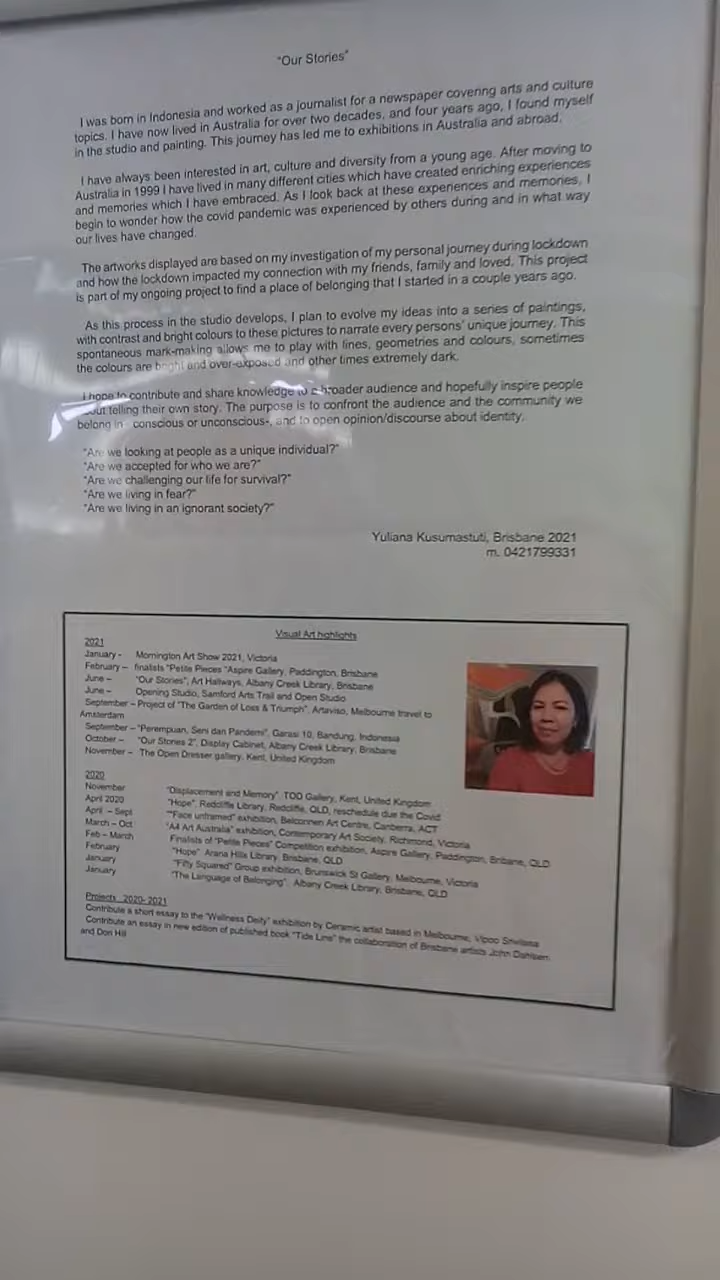 "Our Stories"
I was born in Indonesia and worked as a journalist for a newspaper covering arts and culture
topics. I have now lived in Australia for over two decades, and four years ago, I found myself
in the studio and painting. This journey has led me to exhibitions in Australia and abroad.
I have always been interested in art, culture and diversity from a young age. After moving to
Australia in 1999 I have lived in many different cities which have created enriching experiences
and memories which I have embraced. As I look back at these experiences and memories, I
begin to wonder how the covid pandemic was experienced by others during and in what way
our lives have changed.
The artworks displayed are based on my investigation of my personal journey during lockdown
and how the lockdown impacted my connection with my friends, family and loved. This project
is part of my ongoing project to find a place of belonging that I started in a couple years ago.
As this process in the studio develops, I plan to evolve my ideas into a series of paintings,
with contrast and bright colours to these pictures to narrate every persons' unique journey. This
spontaneous mark-making allows me to play with lines, geometries and colours, sometimes
the colours are bright and over-exposed and other times extremely dark.
I hope to contribute and share knowledge to a broader audience and hopefully inspire people
about telling their own story. The purpose is to confront the audience and the community we
belong in - conscious or unconscious-, and to open opinion/discourse about identity.
"Are we looking at people as a unique individual?"
"Are we accepted for who we are?"
"Are we challenging our life for survival?"
"Are we living in fear?"
"Are we living in an ignorant society?"
Yuliana Kusumastuti, Brisbane 2021
m. 0421799331
Visual Art highlights
2021
January - Mornington Art Show 2021, Victoria
February – finalists "Petite Pieces "Aspire Gallery, Paddington, Brisbane
June – "Our Stories", Art Hallways, Albany Creek Library, Brisbane
June – Opening Studio, Samford Arts Trail and Open Studio
September – Project of "The Garden of Loss & Triumph". Artaviso, Melbourne travel to
Amsterdam
September – "Perempuan, Seni dan Pandemi", Garasi 10, Bandung, Indonesia
October – "Our Stories 2", Display Cabinet, Albany Creek Library, Brisbane
November – The Open Dresser gallery. Kent, United Kingdom
2020
November "Displacement and Memory". TOD Gallery, Kent, United Kingdom
April 2020 "Hope". Redcliffe Library, Redcliffe, QLD, reschedule due the Covid
April – Sept ""Face unframed" exhibition, Belconnen Art Centre, Canberra, ACT
March – Oct "A4 Art Australia" exhibition, Contemporary Art Society, Richmond, Victoria
Feb – March Finalists of "Petite Pieces" Competition exhibition, Aspire Gallery, Paddington, Brisbane, QLD
February "Hope" Arana Hills Library. Brisbane, QLD
January "Fifty Squared" Group exhibition, Brunswick St Gallery, Melbourne, Victoria
January "The Language of Belonging". Albany Creek Library, Brisbane, QLD
Projects 2020- 2021
Contribute a short essay to the "Wellness Deity" exhibition by Ceramic artist based in Melbourne, Vipoo Srivilasa
Contribute an essay in new edition of published book "Tide Line" the collaboration of Brisbane artists John Dahlsen
and Don Hill